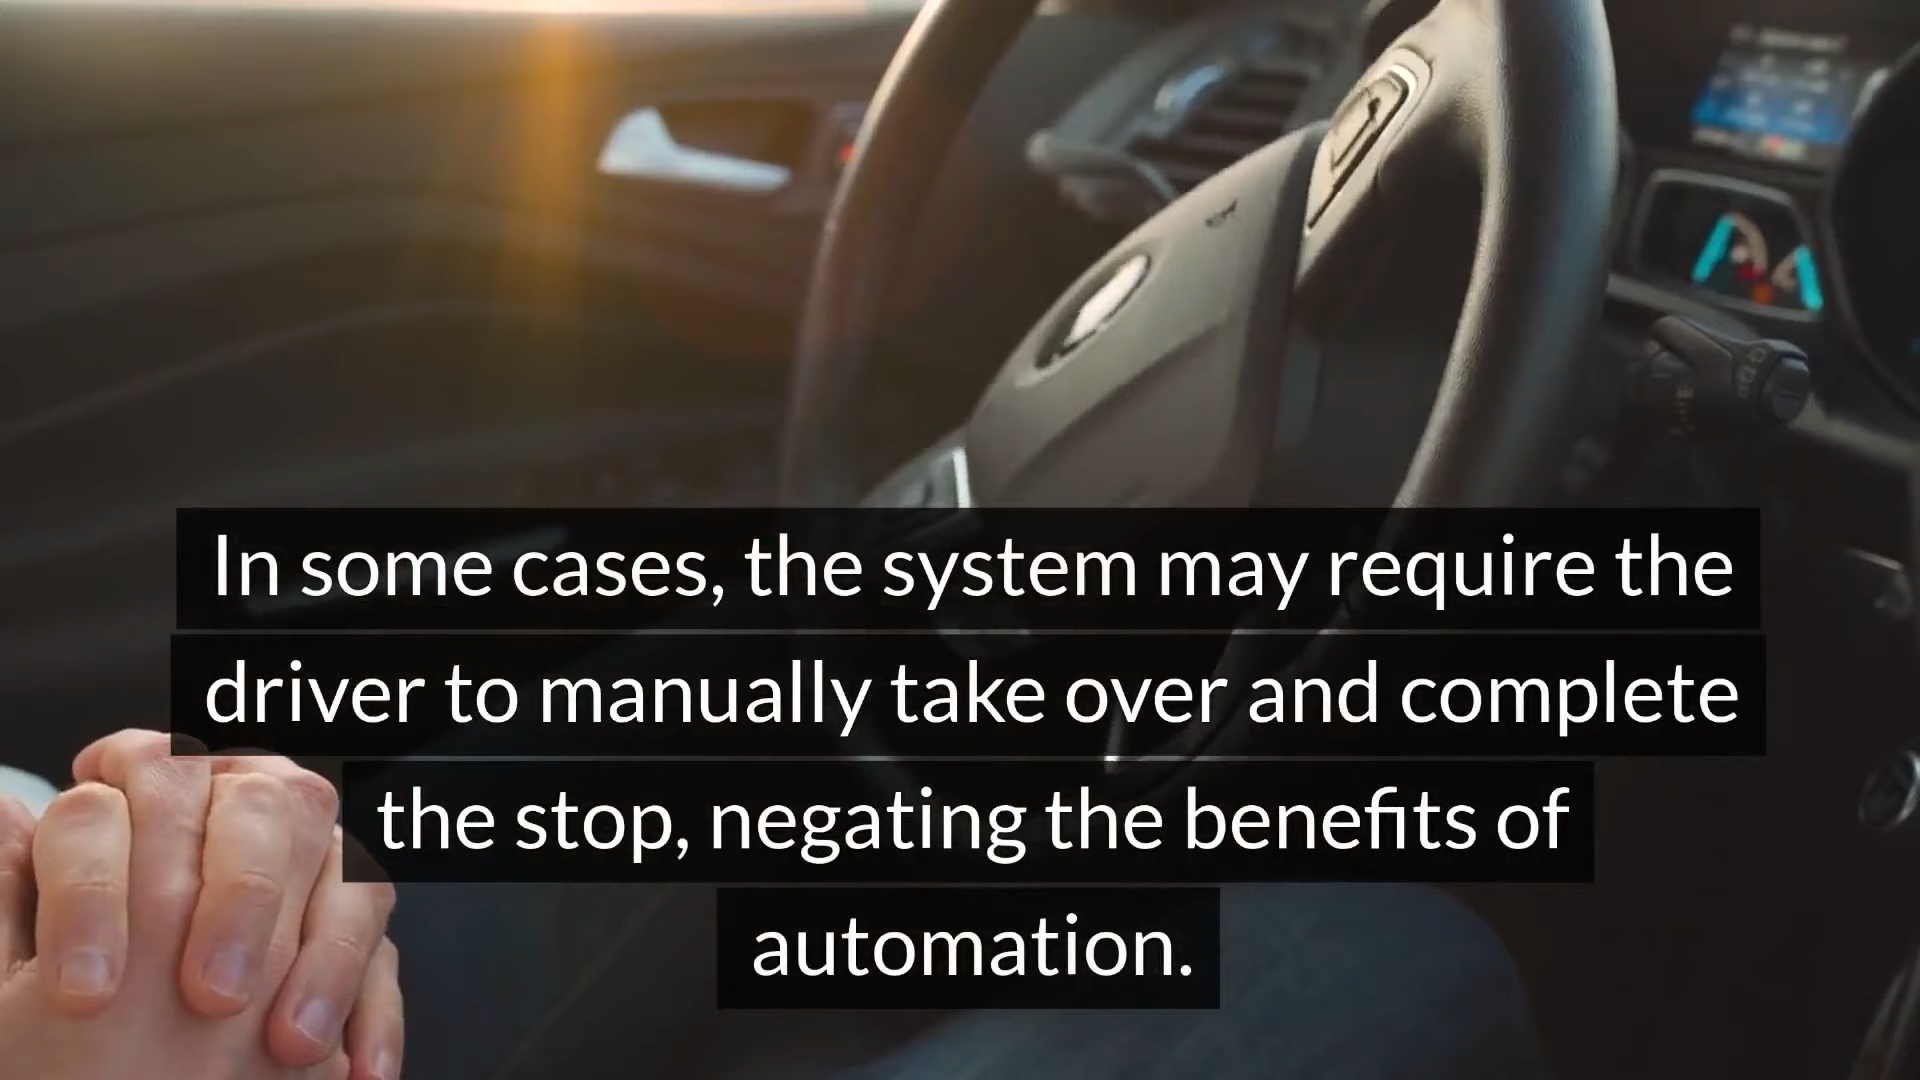 In some cases, the system may require the
driver to manually take over and complete
the stop, negating the benefits of
automation.